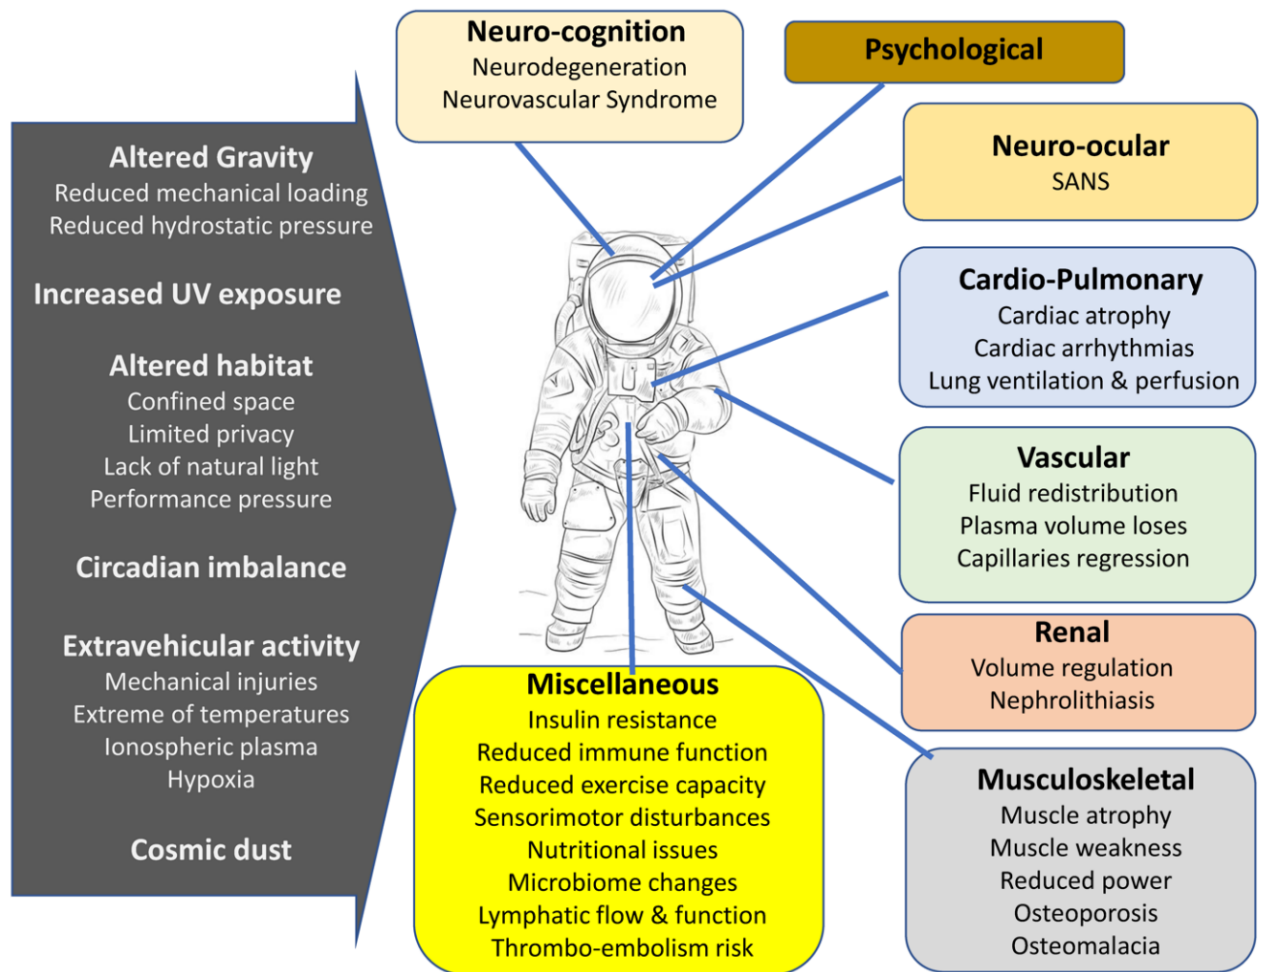 Altered Gravity
Reduced mechanical loading
Reduced hydrostatic pressure
Increased UV exposure
Altered habitat
Confined space
Limited privacy
Lack of natural light
Performance pressure
Circadian imbalance
Extravehicular activity
Mechanical injuries
Extreme of temperatures
Ionospheric plasma
Hypoxia
Cosmic dust
Neuro-cognition
Neurodegeneration
Neurovascular Syndrome
Psychological
Neuro-ocular
SANS
Cardio-Pulmonary
Cardiac atrophy
Cardiac arrhythmias
Lung ventilation & perfusion
Vascular
Fluid redistribution
Plasma volume loses
Capillaries regression
Renal
Volume regulation
Nephrolithiasis
Musculoskeletal
Muscle atrophy
Muscle weakness
Reduced power
Osteoporosis
Osteomalacia
Miscellaneous
Insulin resistance
Reduced immune function
Reduced exercise capacity
Sensorimotor disturbances
Nutritional issues
Microbiome changes
Lymphatic flow & function
Thrombo-embolism risk